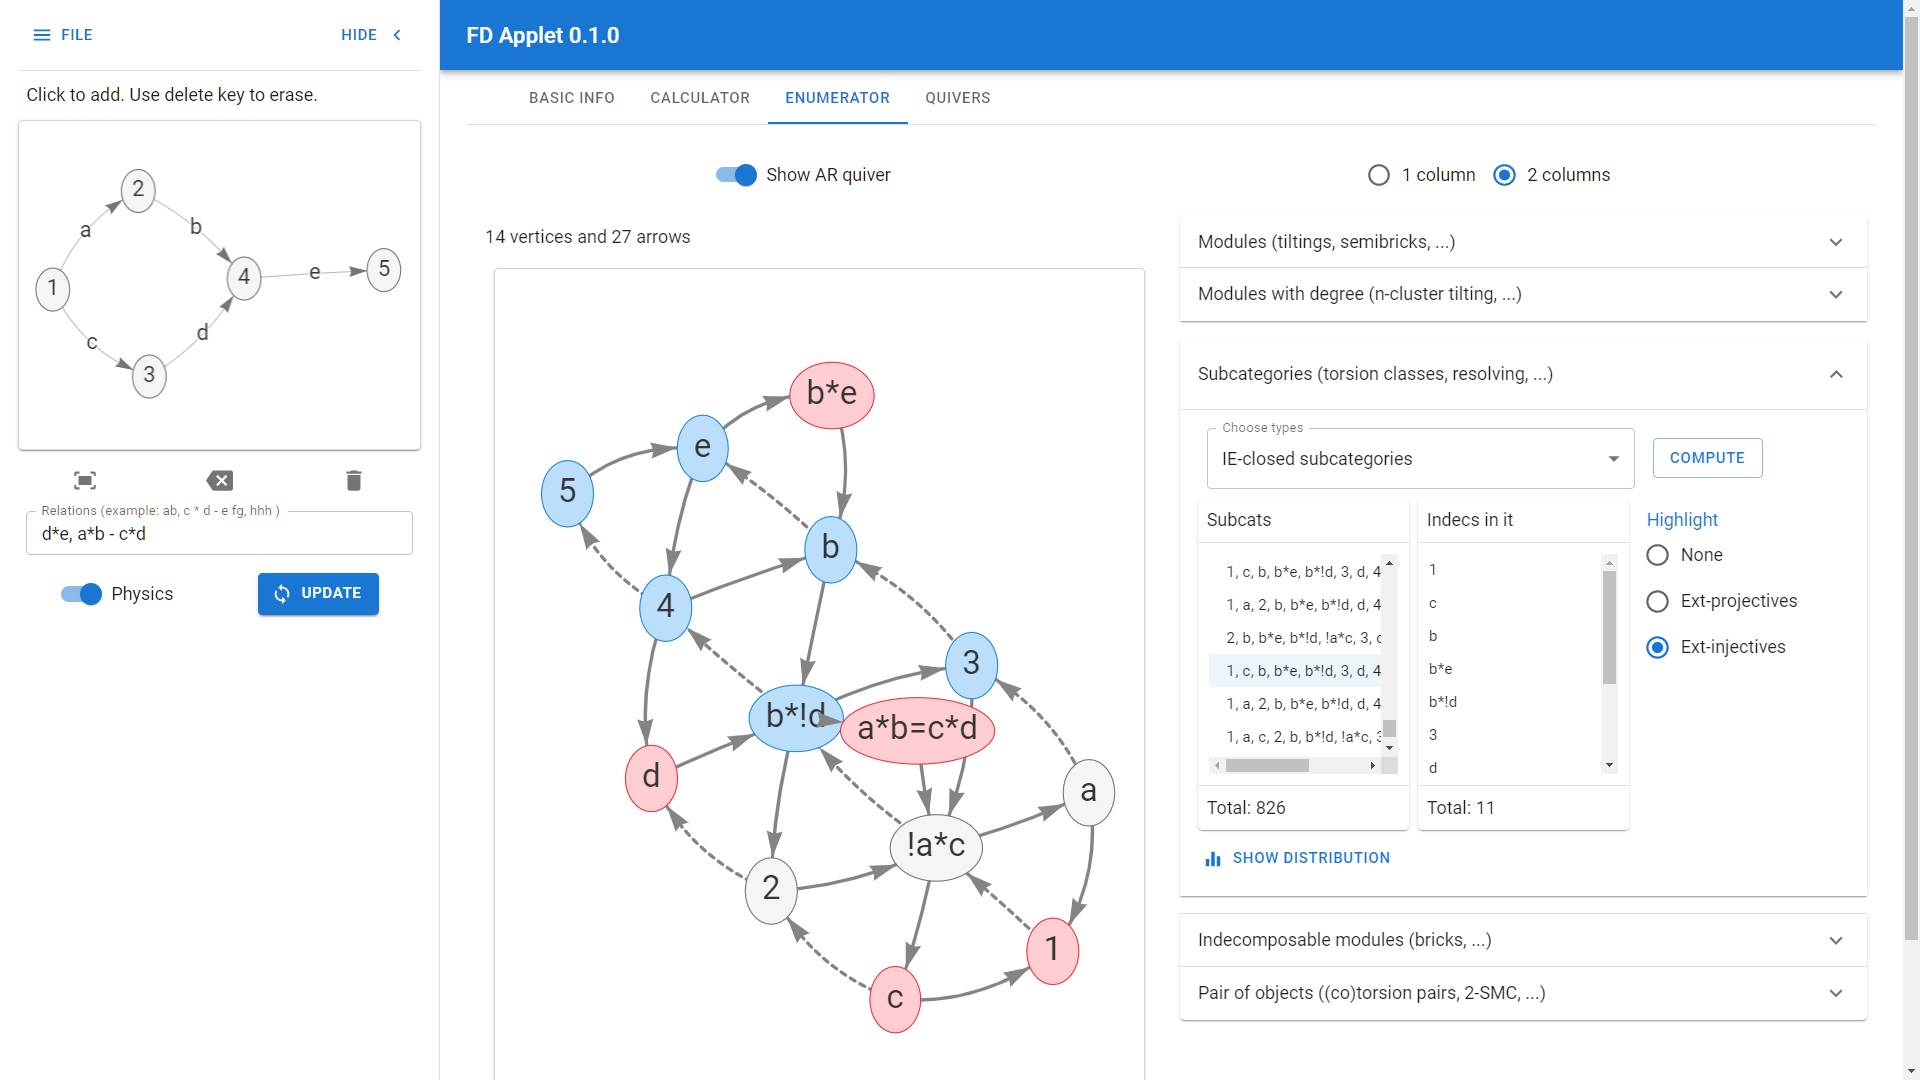 FILE
HIDE
Click to add. Use delete key to erase.
2
a
b
1
4
e
5
c
d
3
Relations (example: ab, c * d - e fg, hhh )
d*e, a*b - c*d
Physics
UPDATE
FD Applet 0.1.0
BASIC INFO
CALCULATOR
ENUMERATOR
QUIVERS
Show AR quiver
1 column
2 columns
14 vertices and 27 arrows
b*e
e
5
b
4
3
b*!d
a*b=c*d
d
a
!a*c
2
1
c
Modules (tiltings, semibricks, ...)
Modules with degree (n-cluster tilting, ...)
Subcategories (torsion classes, resolving, ...)
Choose types
IE-closed subcategories
COMPUTE
Subcats
1, c, b, b*e, b*!d, 3, d, 4
1, a, 2, b, b*e, b*!d, d, 4
2, b, b*e, b*!d, !a*c, 3, c
1, c, b, b*e, b*!d, 3, d, 4
1, a, 2, b, b*e, b*!d, d, 4
1, a, c, 2, b, b*!d, !a*c, 3
Total: 826
Indecs in it
1
c
b
b*e
b*!d
3
d
Total: 11
Highlight
None
Ext-projectives
Ext-injectives
SHOW DISTRIBUTION
Indecomposable modules (bricks, ...)
Pair of objects ((co)torsion pairs, 2-SMC, ...)